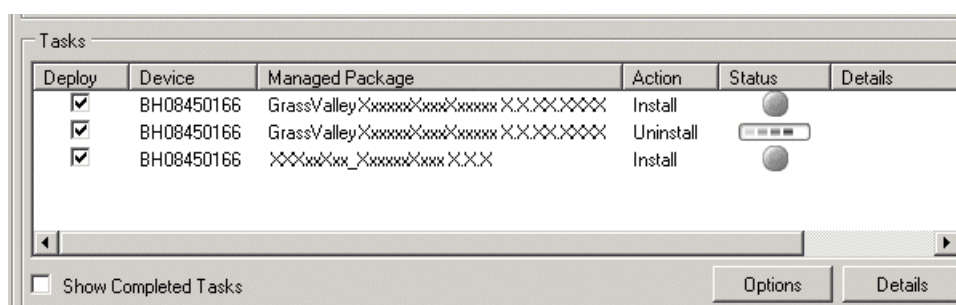 Tasks
Deploy Device Managed Package Action Status Details
BH08450166 GrassValleyXxxxxxXxxxXxxxxx X.X.XX.XXXX Install
BH08450166 GrassValleyXxxxxxXxxxXxxxxx X.X.XX.XXXX Uninstall
BH08450166 XXXxxXxx_XxxxxxXxxx X.X.X Install
Show Completed Tasks Options Details